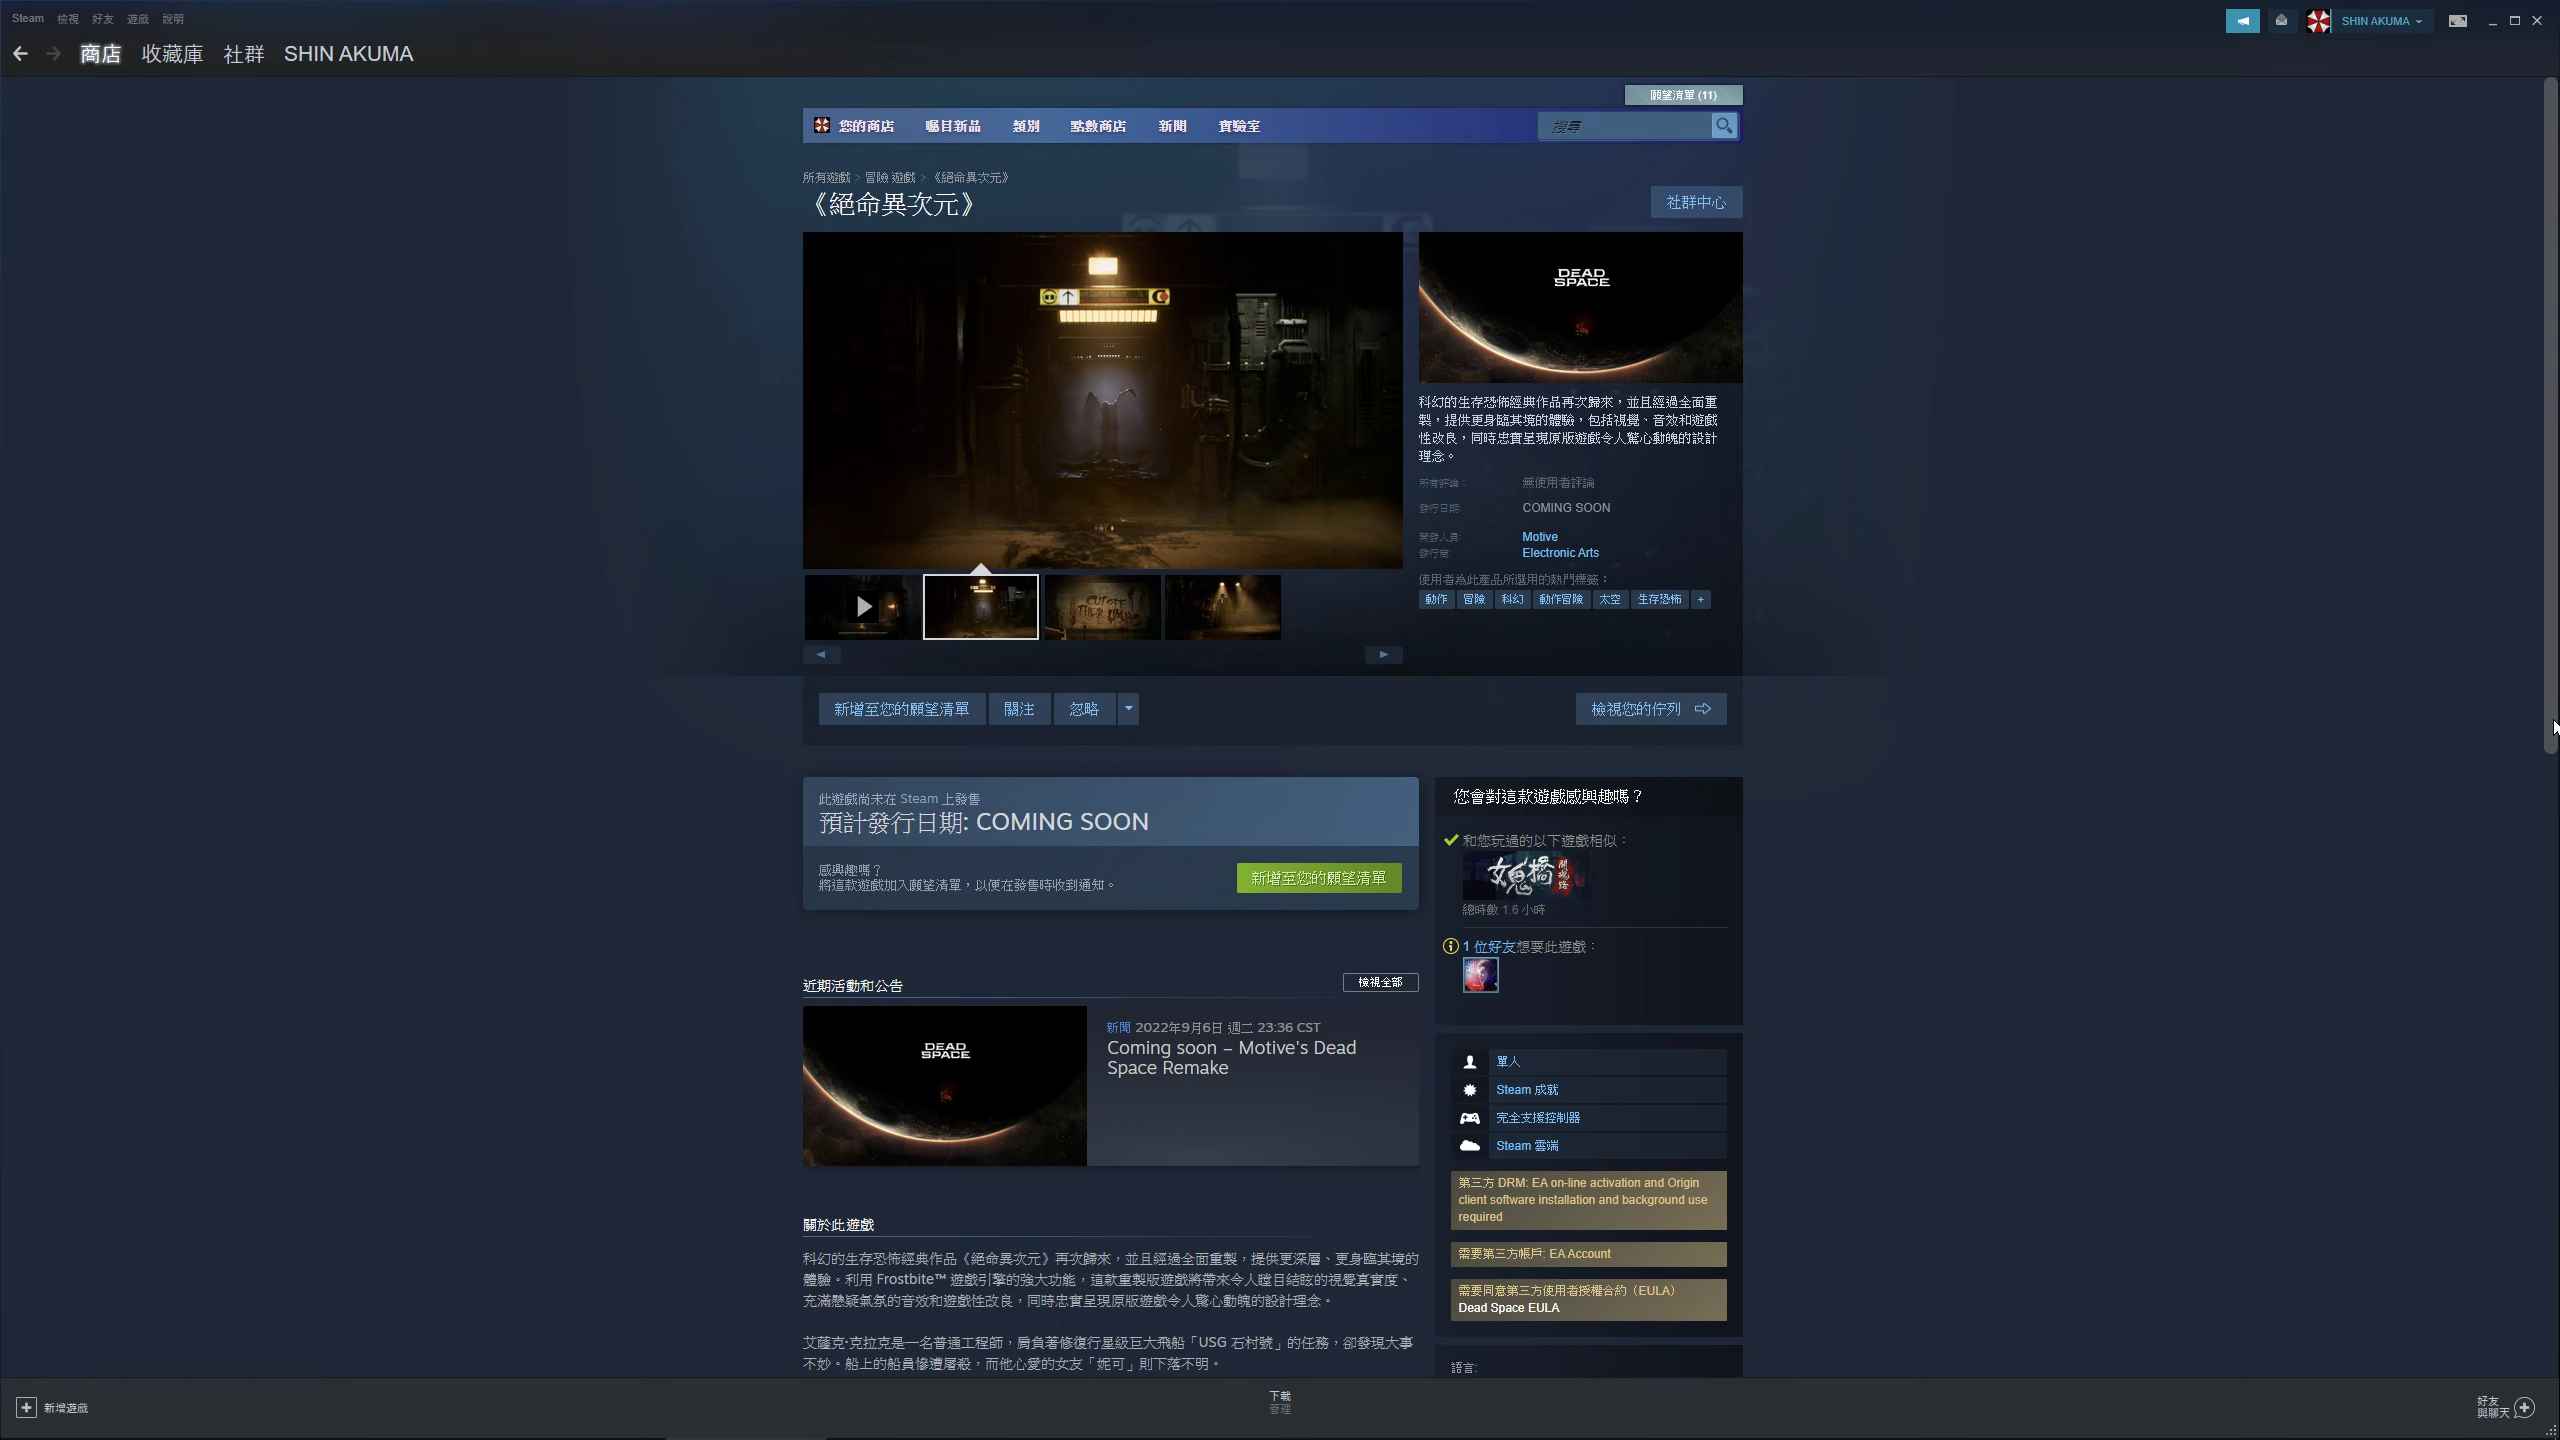 Steam 檢視 好友 遊戲 說明
SHIN AKUMA
商店 收藏庫 社群 SHIN AKUMA
願望清單 (11)
您的商店 矚目新品 類別 點數商店 新聞 實驗室
搜尋
所有遊戲 > 冒險 遊戲 > 《絕命異次元》
《絕命異次元》
社群中心
DEAD
SPACE
科幻的生存恐怖經典作品再次歸來，並且經過全面重
製，提供更身臨其境的體驗，包括視覺、音效和遊戲
性改良，同時忠實呈現原版遊戲令人驚心動魄的設計
理念。
所有評論： 無使用者評論
發行日期: COMING SOON
開發人員: Motive
發行商: Electronic Arts
使用者為此產品所選用的熱門標籤：
動作 冒險 科幻 動作冒險 太空 生存恐怖 +
CUT OFF
THEIR LIMBS
新增至您的願望清單 關注 忽略
檢視您的佇列
此遊戲尚未在 Steam 上發售
預計發行日期: COMING SOON
感興趣嗎？
將這款遊戲加入願望清單，以便在發售時收到通知。
新增至您的願望清單
您會對這款遊戲感興趣嗎？
和您玩過的以下遊戲相似：
女鬼橋 開魂路
總時數 1.6 小時
1 位好友想要此遊戲：
近期活動和公告
檢視全部
DEAD
SPACE
新聞 2022年9月6日 週二 23:36 CST
Coming soon – Motive's Dead
Space Remake
單人
Steam 成就
完全支援控制器
Steam 雲端
第三方 DRM: EA on-line activation and Origin
client software installation and background use
required
需要第三方帳戶: EA Account
需要同意第三方使用者授權合約（EULA）
Dead Space EULA
語言:
關於此遊戲
科幻的生存恐怖經典作品《絕命異次元》再次歸來，並且經過全面重製，提供更深層、更身臨其境的
體驗。利用 Frostbite™ 遊戲引擎的強大功能，這款重製版遊戲將帶來令人瞠目結眩的視覺真實度、
充滿懸疑氣氛的音效和遊戲性改良，同時忠實呈現原版遊戲令人驚心動魄的設計理念。
艾薩克·克拉克是一名普通工程師，肩負著修復行星級巨大飛船「USG 石村號」的任務，卻發現大事
不妙。船上的船員慘遭屠殺，而他心愛的女友「妮可」則下落不明。
新增遊戲
下載
管理
好友
與聊天